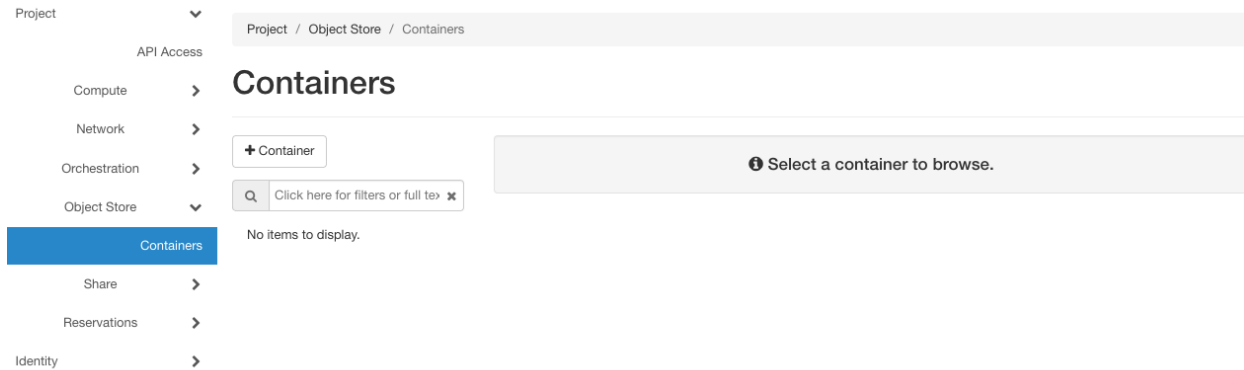 Project
API Access
Compute
Network
Orchestration
Object Store
Containers
Share
Reservations
Identity
Project / Object Store / Containers
Containers
+ Container
Click here for filters or full tex
No items to display.
Select a container to browse.